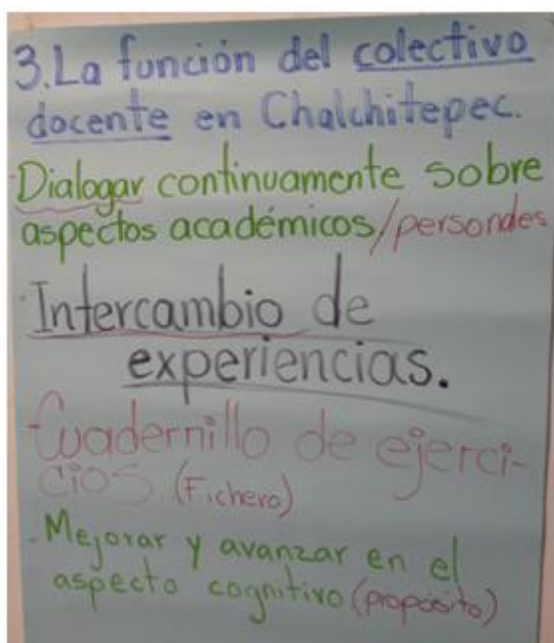 3. La función del colectivo
docente en Chalchitepec.
Dialogar continuamente sobre
aspectos académicos/personales
Intercambio de
experiencias.
-Cuadernillo de ejerci-
cios (Fichero)
-Mejorar y avanzar en el
aspecto cognitivo (propósito)